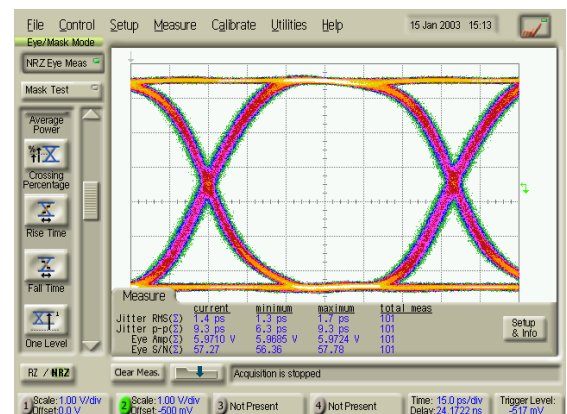 File Control Setup Measure Calibrate Utilities Help 15 Jan 2003 15:13
Eye/Mask Mode
NRZ Eye Meas
Mask Test
Average
Power
Crossing
Percentage
Rise Time
Fall Time
One Level
Measure
current minimum maximum total meas
Jitter RMS(Σ) 1.4 ps 1.3 ps 1.7 ps 101
Jitter p-p(Σ) 9.3 ps 6.3 ps 9.3 ps 101
Eye Amp(Σ) 5.9710 V 5.9685 V 5.9724 V 101
Eye S/N(Σ) 57.27 56.36 57.78 101
Setup
& Info
RZ / NRZ
Clear Meas.
Acquisition is stopped
1 Scale: 1.00 V/div
Offset: 0.0 V
2 Scale: 1.00 V/div
Offset: -500 mV
3 Not Present
4 Not Present
Time: 15.0 ps/div
Delay: 24.1722 ns
Trigger Level:
-517 mV